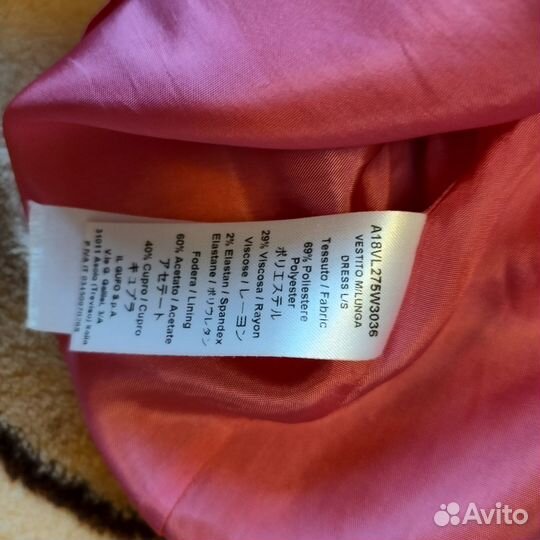 A18VL275W3036
VESTITO M/LUNGA
DRESS L/S
Tessuto / Fabric
69% Poliestere
Polyester
ポリエステル
29% Viscosa / Rayon
Viscose / レーヨン
2% Elastan / Spandex
Elastane / ポリウレタン
Fodera / Lining
60% Acetato / Acetate
アセテート
40% Cupro / Cupro
キュプラ
IL GUFO S.p.A.
Via G. Galilei, 3/A
31011 Asolo (Treviso) Italia
P.IVA IT
Avito